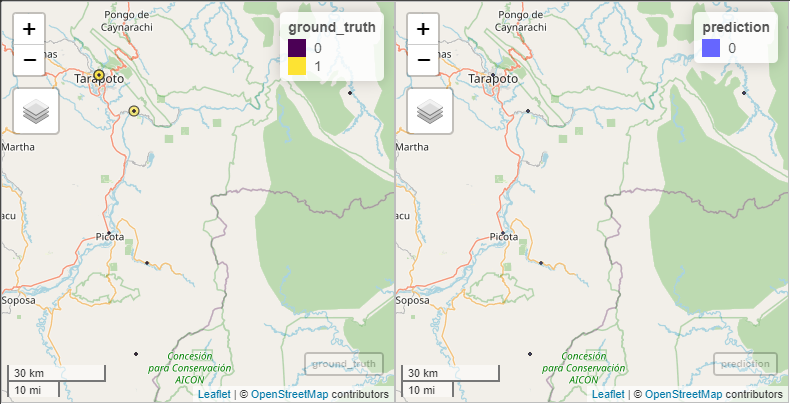 Pongo de
Caynarachi
+
−
nas
Tarapoto
Martha
acu
Picota
Soposa
Concesión
para Conservación
AICON
30 km
10 mi
ground_truth
0
1
ground_truth
Leaflet | © OpenStreetMap contributors
Pongo de
Caynarachi
+
−
mas
Tarapoto
Martha
acu
Picota
Soposa
Concesión
para Conservación
AICON
30 km
10 mi
prediction
0
prediction
Leaflet | © OpenStreetMap contributors